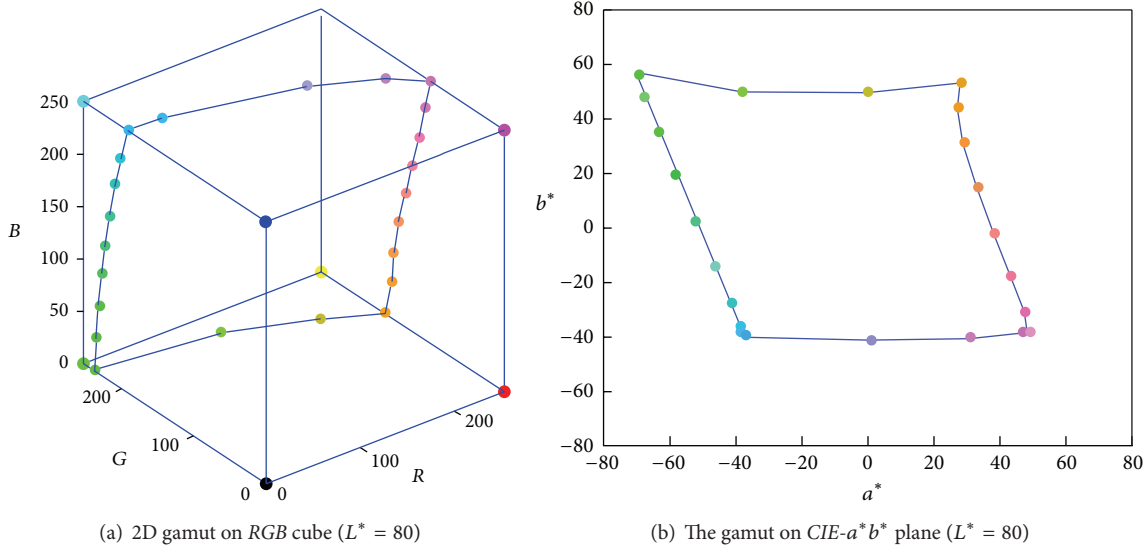 250
200
150
B
100
50
0
200
100
G
0
0
100
R
200
(a) 2D gamut on RGB cube (L* = 80)
80
60
40
20
b*
0
−20
−40
−60
−80
−80 −60 −40 −20 0 20 40 60 80
a*
(b) The gamut on CIE-a*b* plane (L* = 80)